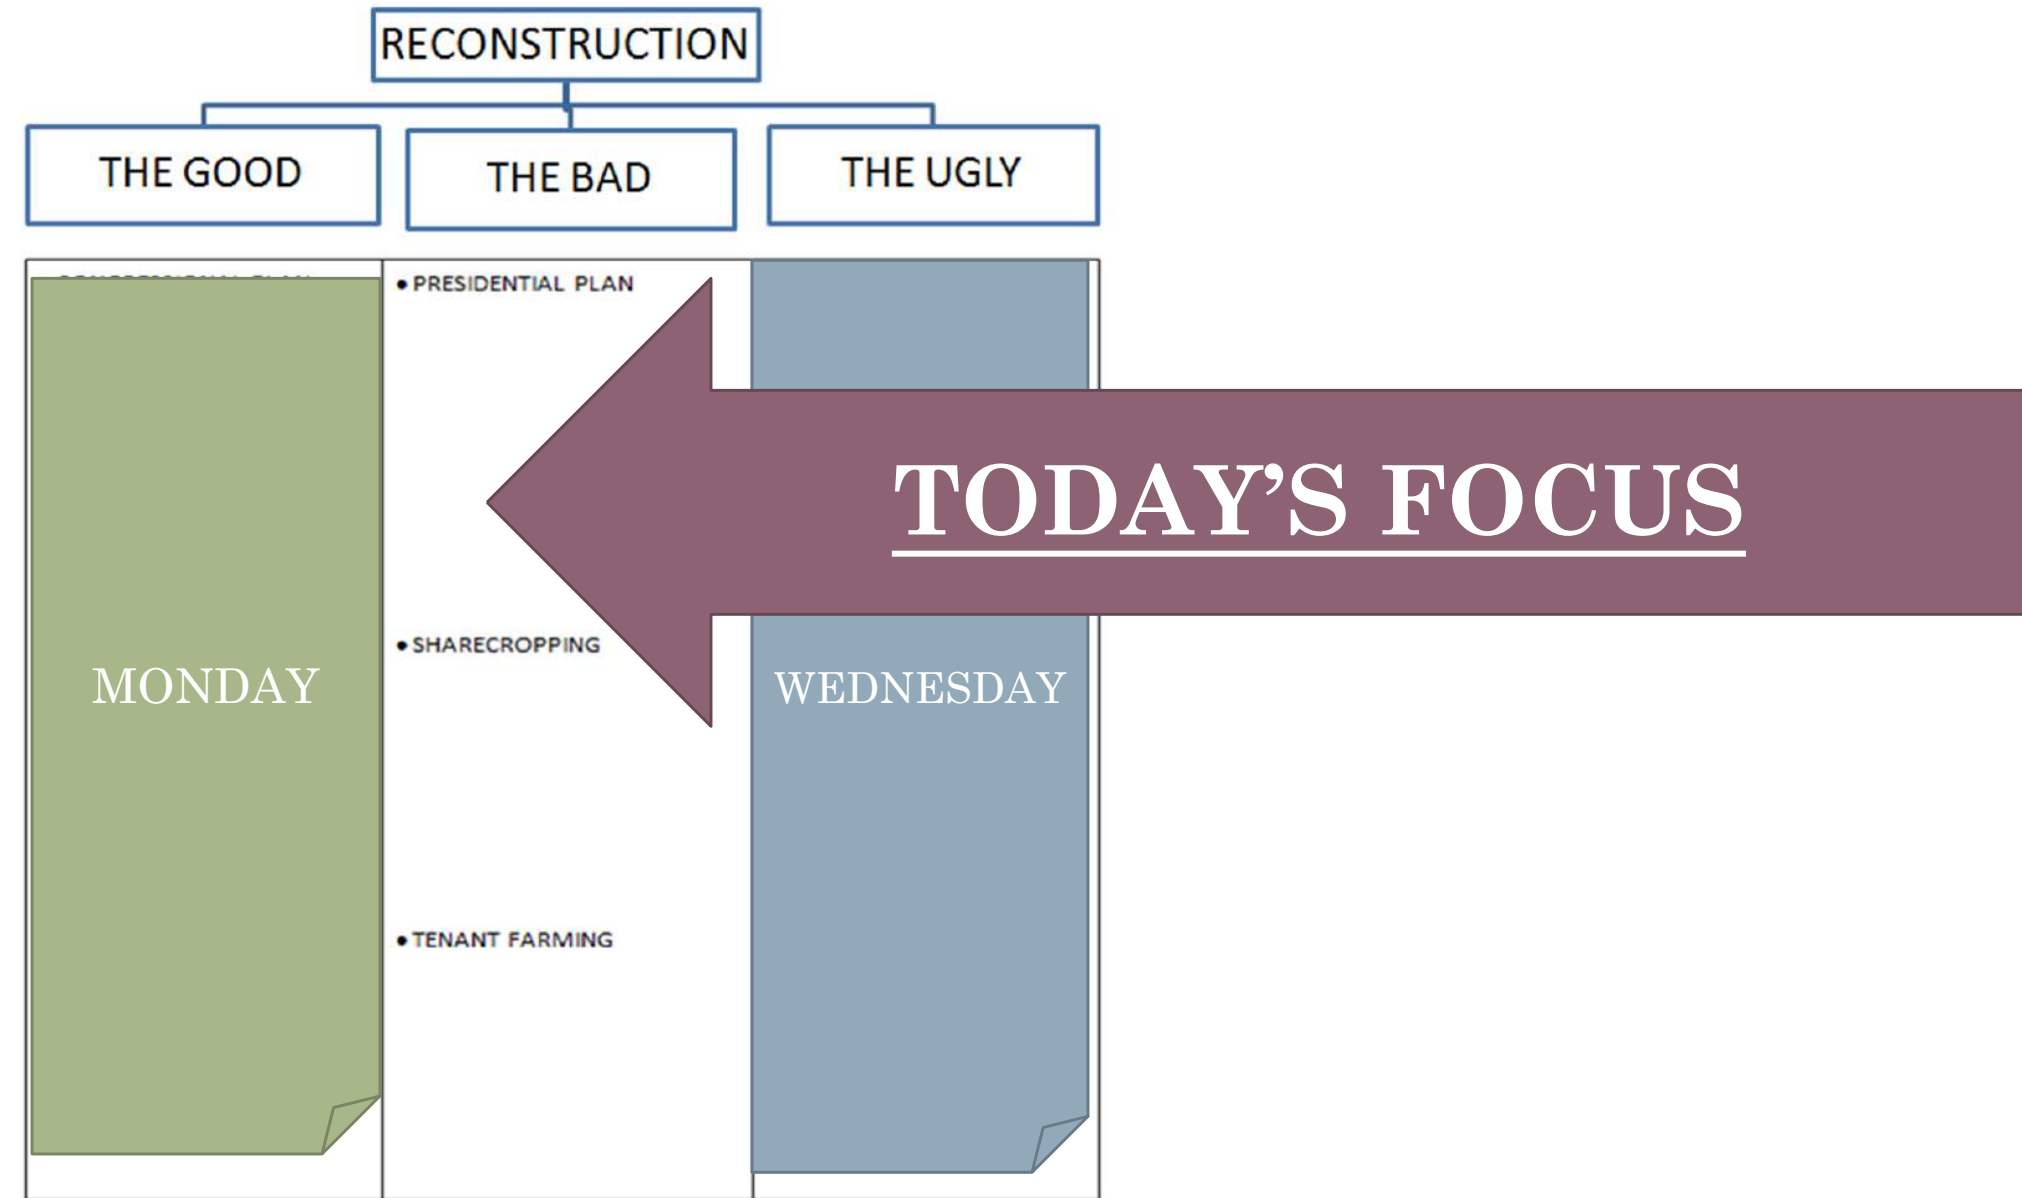 RECONSTRUCTION
THE GOOD
THE BAD
THE UGLY
• PRESIDENTIAL PLAN
TODAY’S FOCUS
• SHARECROPPING
MONDAY
WEDNESDAY
• TENANT FARMING